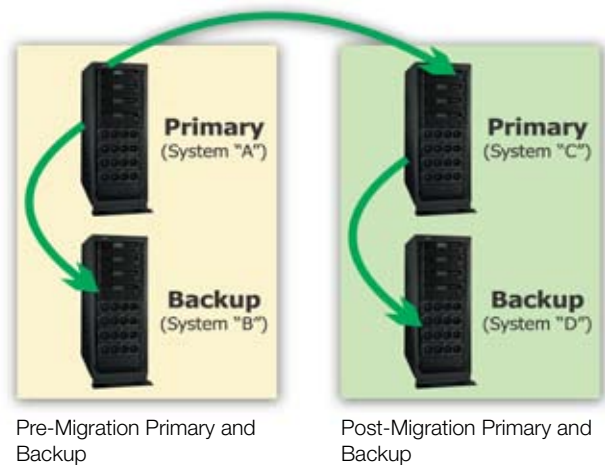 Primary
(System "A")
Backup
(System "B")
Pre-Migration Primary and
Backup
Primary
(System "C")
Backup
(System "D")
Post-Migration Primary and
Backup